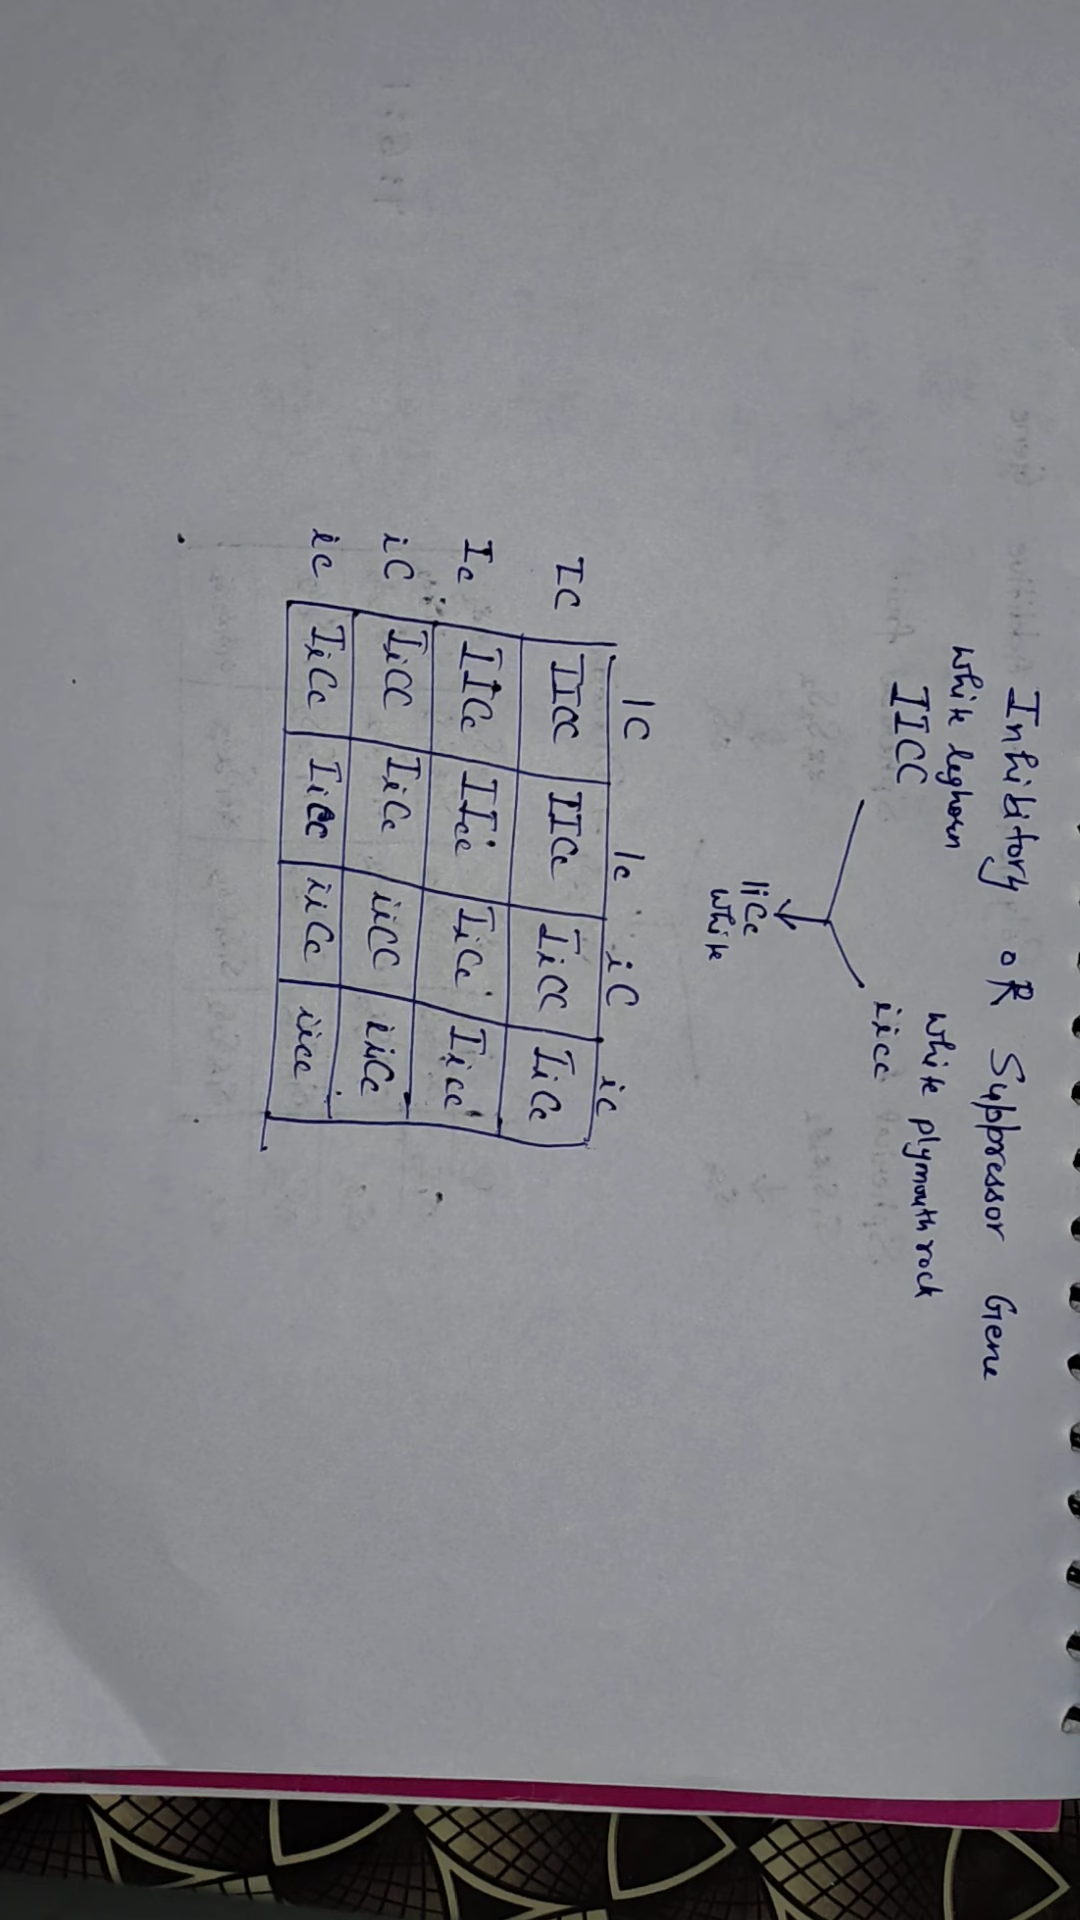 Inhibitory OR Suppressor Gene
White leghorn White plymouth rock
IICC iicc
IiCc
White
IC Ic iC ic
IC IICC IICc IiCC IiCc
Ic IICc IIcc IiCc Iicc
iC IiCC IiCc iiCC iiCc
ic IiCc Iicc iiCc iicc